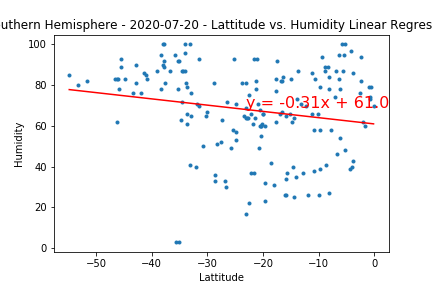 outhern Hemisphere - 2020-07-20 - Lattitude vs. Humidity Linear Regres
100
80
60
40
20
0
Humidity
y = -0.31x + 61.0
−50 −40 −30 −20 −10 0
Lattitude